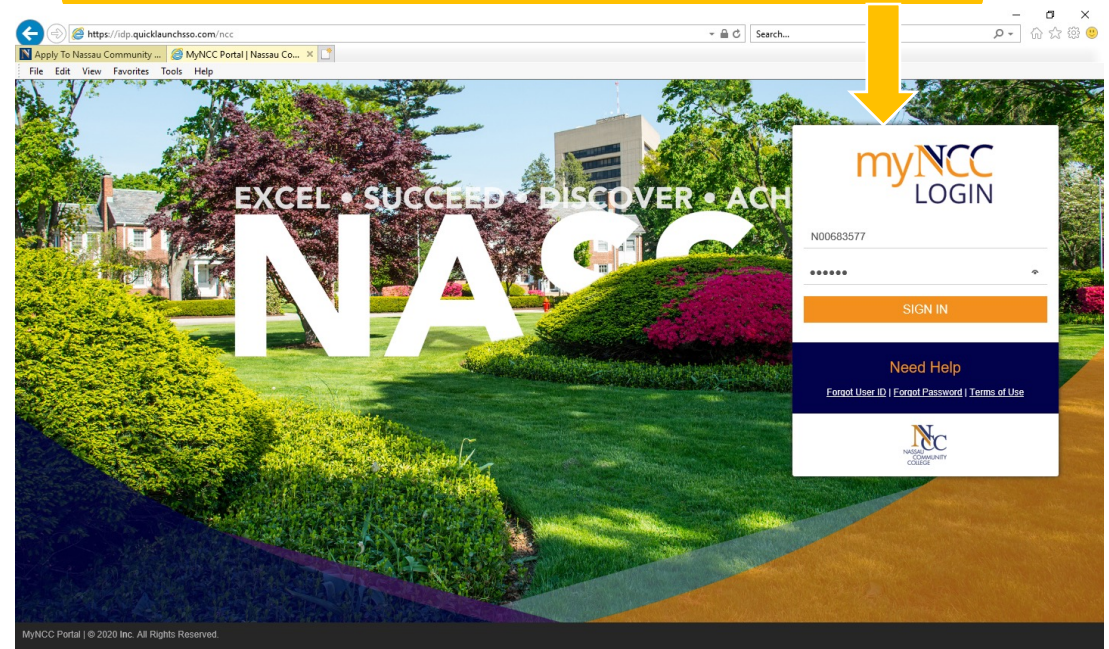 https://idp.quicklaunchsso.com/ncc
Search...
Apply To Nassau Community ...
MyNCC Portal | Nassau Co...
File Edit View Favorites Tools Help
EXCEL • SUCCEED • DISCOVER • ACH
NASS
myNCC
LOGIN
N00683577
SIGN IN
Need Help
Forgot User ID | Forgot Password | Terms of Use
NCC
NASSAU
COMMUNITY
COLLEGE
MyNCC Portal | © 2020 Inc. All Rights Reserved.